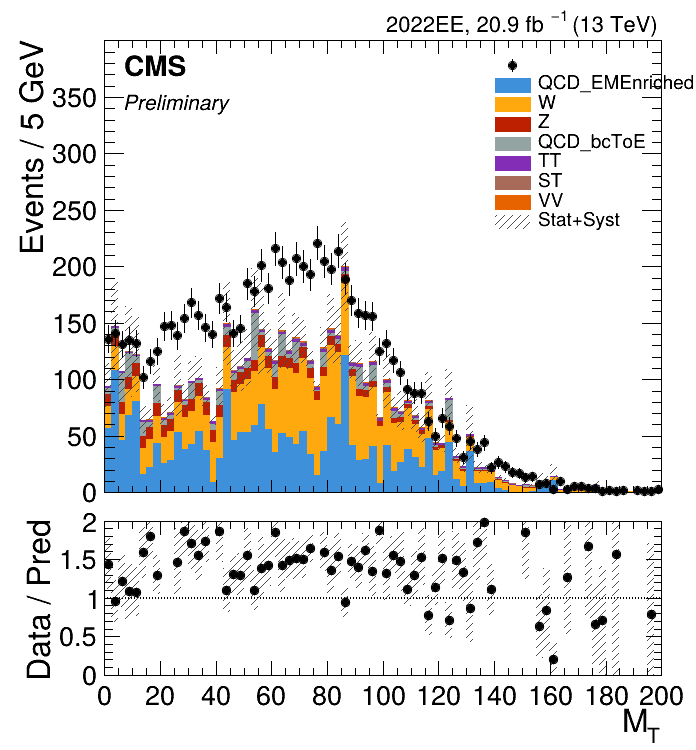 2022EE, 20.9 fb ⁻¹ (13 TeV)
CMS
Preliminary
Events / 5 GeV
350
300
250
200
150
100
50
0
QCD_EMEnriched
W
Z
QCD_bcToE
TT
ST
VV
Stat+Syst
Data / Pred
2
1.5
1
0.5
0
0 20 40 60 80 100 120 140 160 180 200
M_T